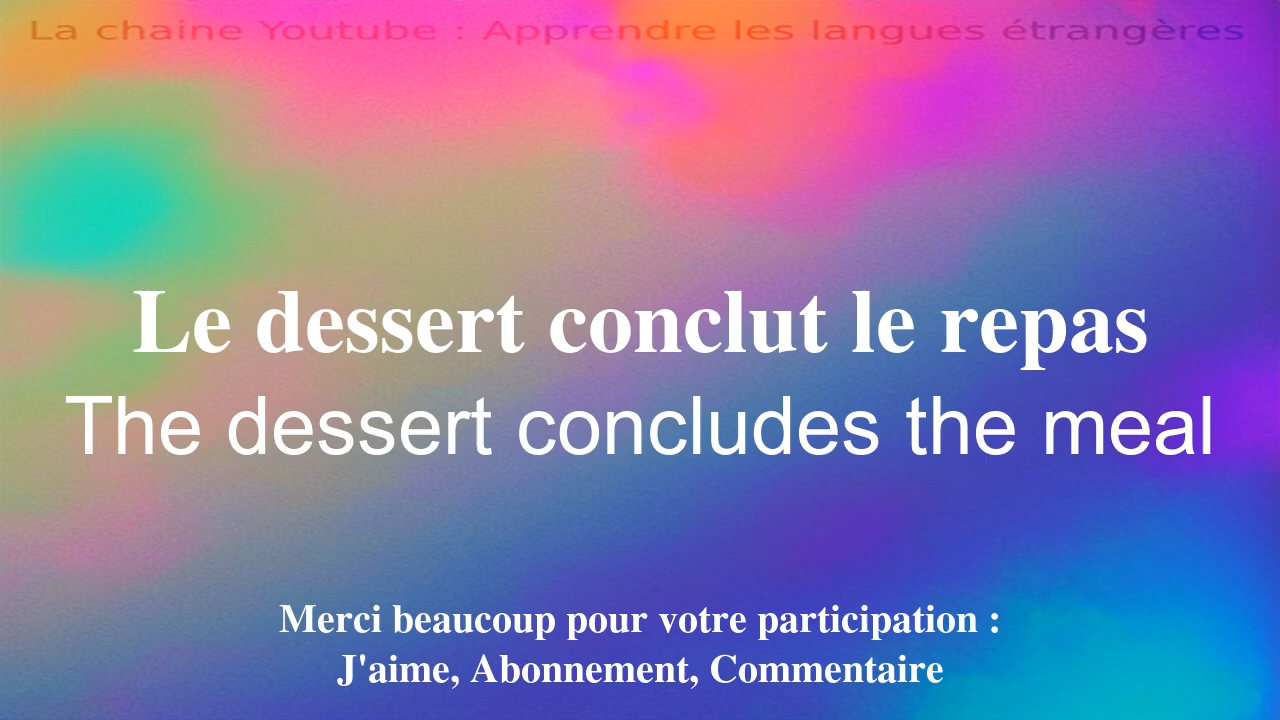 La chaine Youtube : Apprendre les langues étrangères
Le dessert conclut le repas
The dessert concludes the meal
Merci beaucoup pour votre participation :
J'aime, Abonnement, Commentaire